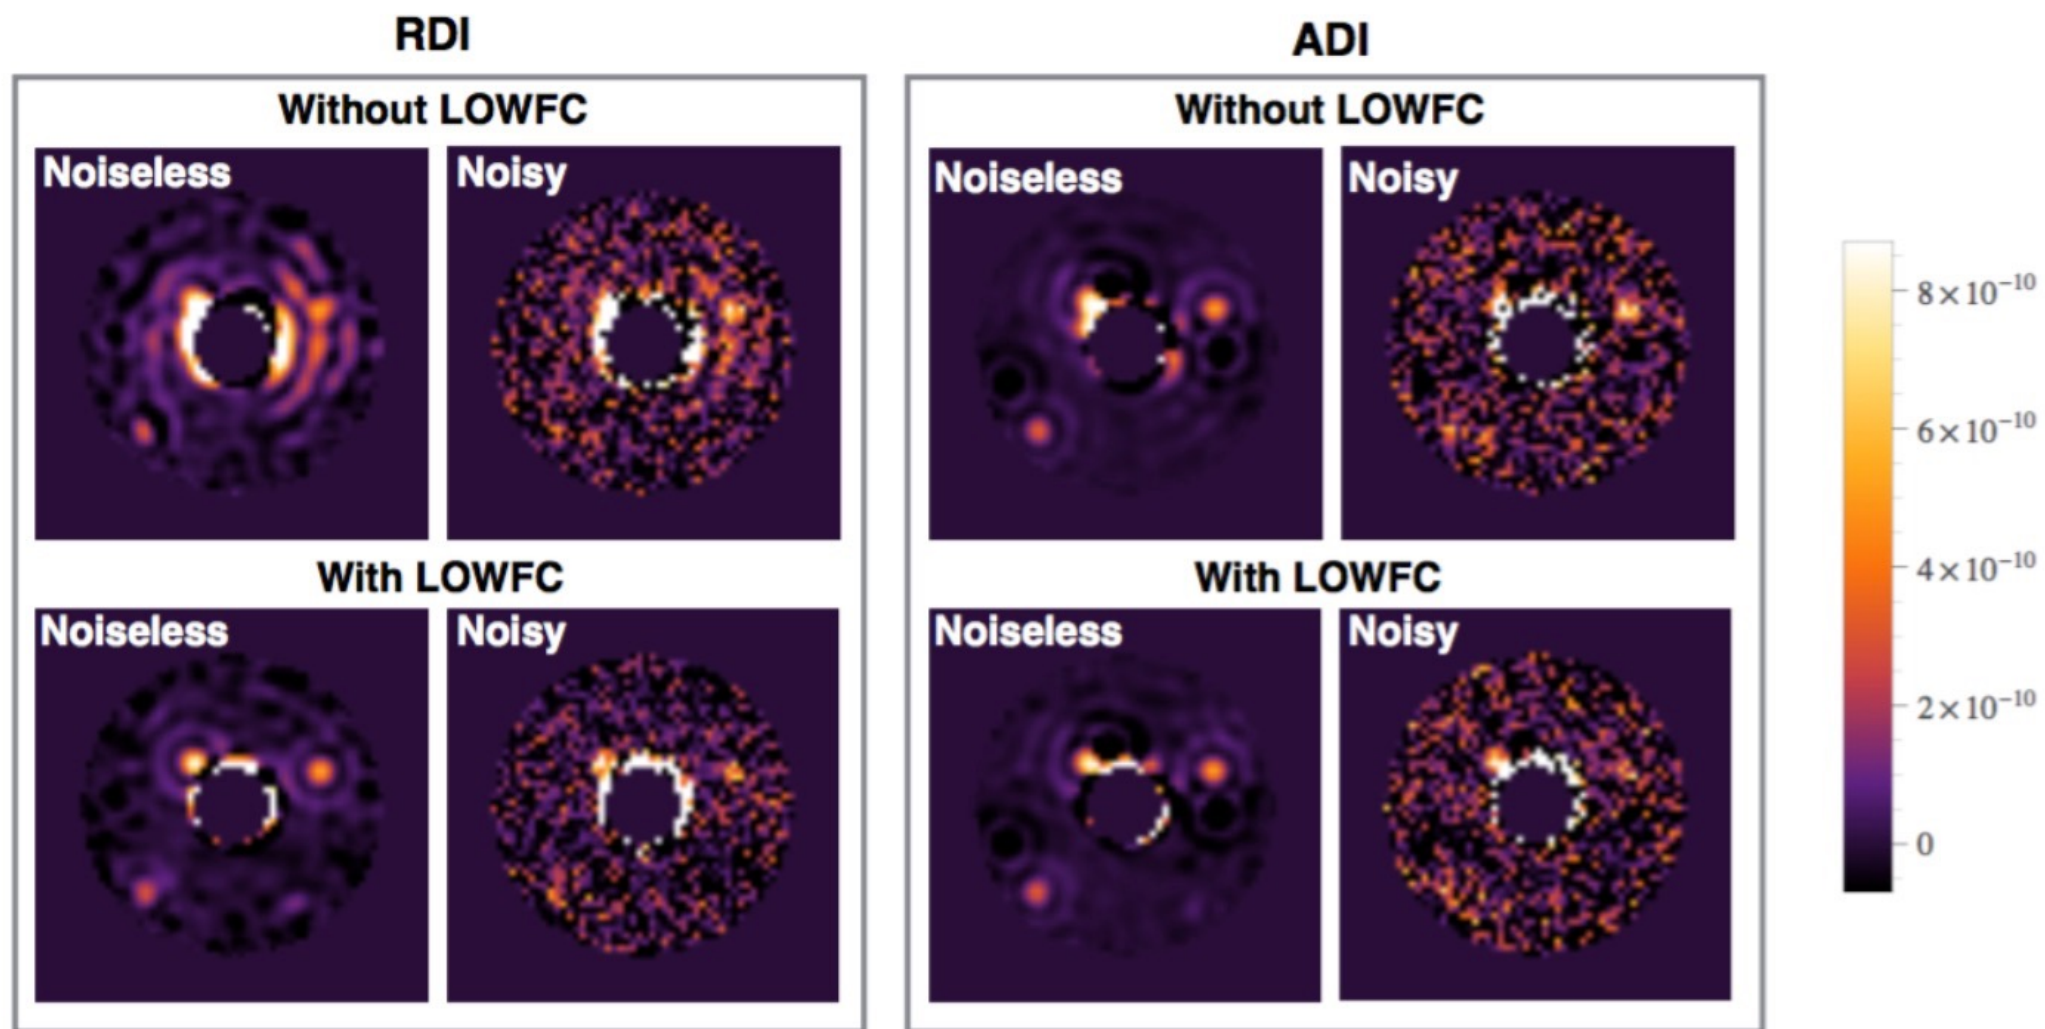 RDI
Without LOWFC
Noiseless
Noisy
With LOWFC
Noiseless
Noisy
ADI
Without LOWFC
Noiseless
Noisy
With LOWFC
Noiseless
Noisy
8×10⁻¹⁰
6×10⁻¹⁰
4×10⁻¹⁰
2×10⁻¹⁰
0